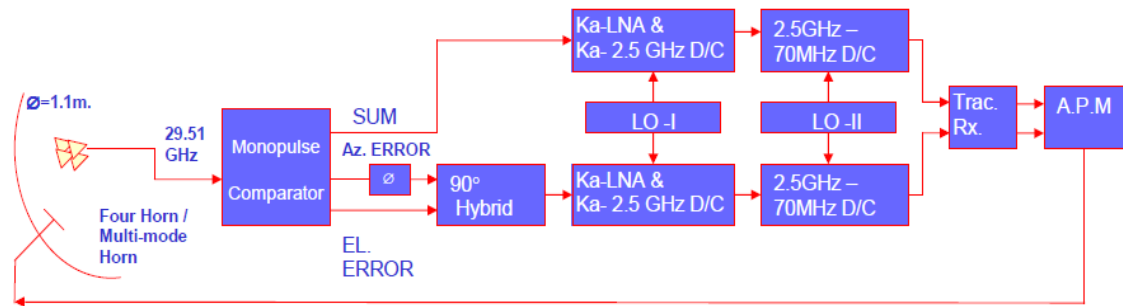 Ø=1.1m.
29.51
GHz
Four Horn /
Multi-mode
Horn
Monopulse
Comparator
SUM
Az. ERROR
Ø
EL.
ERROR
90°
Hybrid
Ka-LNA &
Ka- 2.5 GHz D/C
2.5GHz –
70MHz D/C
LO -I
LO -II
Ka-LNA &
Ka- 2.5 GHz D/C
2.5GHz –
70MHz D/C
Trac.
Rx.
A.P.M